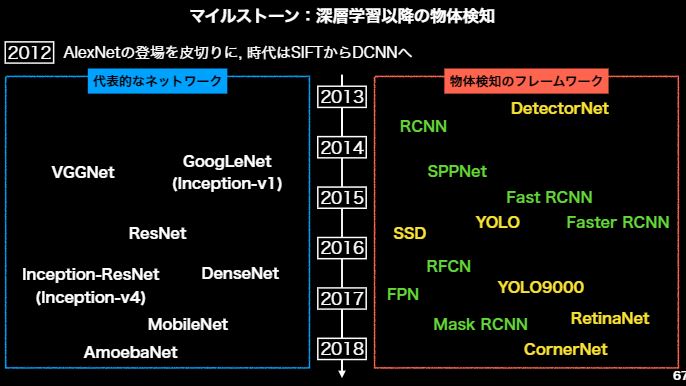 マイルストーン：深層学習以降の物体検知
2012 AlexNetの登場を皮切りに, 時代はSIFTからDCNNへ
代表的なネットワーク
VGGNet
GoogLeNet
(Inception-v1)
ResNet
Inception-ResNet
(Inception-v4)
DenseNet
MobileNet
AmoebaNet
2013
2014
2015
2016
2017
2018
物体検知のフレームワーク
DetectorNet
RCNN
SPPNet
Fast RCNN
YOLO
Faster RCNN
SSD
RFCN
YOLO9000
FPN
RetinaNet
Mask RCNN
CornerNet
67